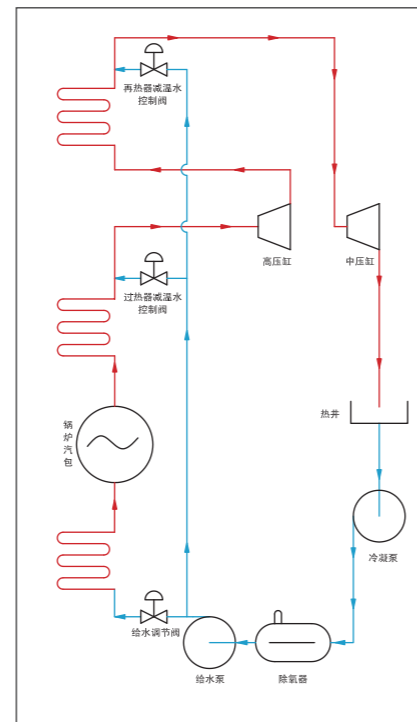 再热器减温水
控制阀
高压缸
中压缸
过热器减温水
控制阀
热井
锅
炉
汽
包
冷凝泵
给水调节阀
给水泵
除氧器